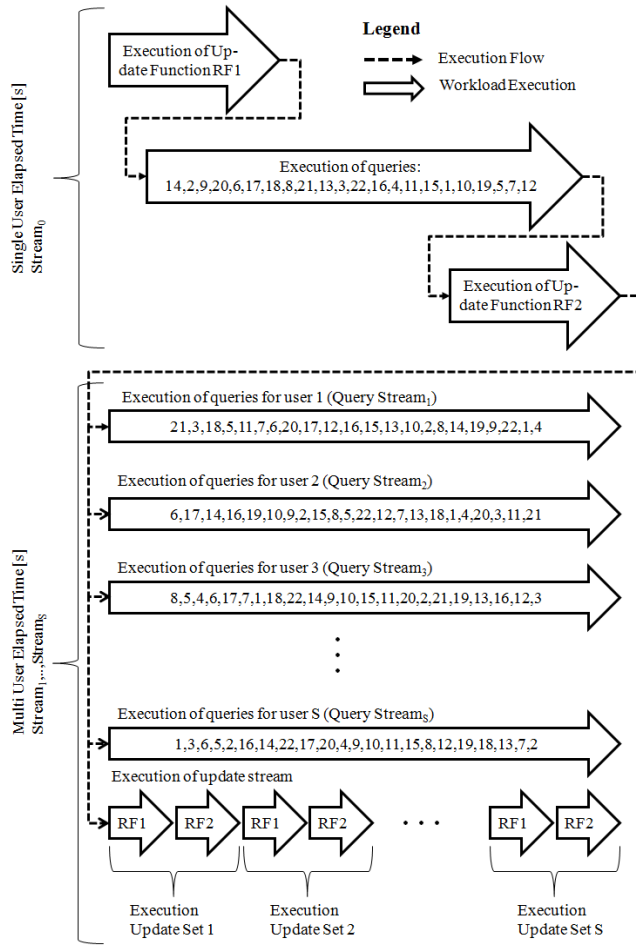 Execution of Up-
date Function RF1
Legend
Execution Flow
Workload Execution
Single User Elapsed Time [s]
Stream0
Execution of queries:
14,2,9,20,6,17,18,8,21,13,3,22,16,4,11,15,1,10,19,5,7,12
Execution of Up-
date Function RF2
Multi User Elapsed Time [s]
Stream1,..,StreamS
Execution of queries for user 1 (Query Stream1)
21,3,18,5,11,7,6,20,17,12,16,15,13,10,2,8,14,19,9,22,1,4
Execution of queries for user 2 (Query Stream2)
6,17,14,16,19,10,9,2,15,8,5,22,12,7,13,18,1,4,20,3,11,21
Execution of queries for user 3 (Query Stream3)
8,5,4,6,17,7,1,18,22,14,9,10,15,11,20,2,21,19,13,16,12,3
Execution of queries for user S (Query StreamS)
1,3,6,5,2,16,14,22,17,20,4,9,10,11,15,8,12,19,18,13,7,2
Execution of update stream
RF1 RF2 RF1 RF2 . . . RF1 RF2
Execution Execution Execution
Update Set 1 Update Set 2 Update Set S